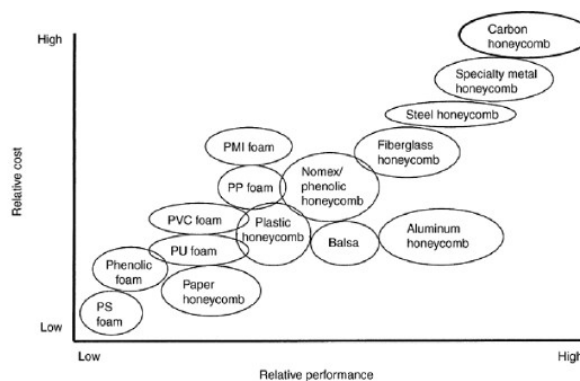 High
Relative cost
Low
Carbon
honeycomb
Specialty metal
honeycomb
Steel honeycomb
PMI foam
Fiberglass
honeycomb
PP foam
Nomex/
phenolic
honeycomb
PVC foam
Plastic
honeycomb
Aluminum
honeycomb
PU foam
Balsa
Phenolic
foam
Paper
honeycomb
PS
foam
Low
High
Relative performance